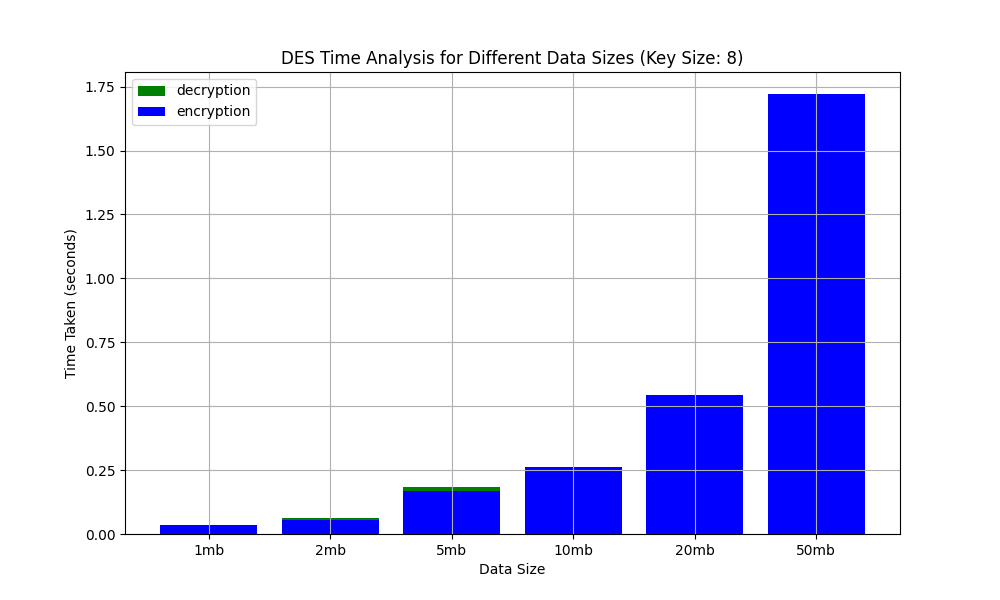 DES Time Analysis for Different Data Sizes (Key Size: 8)
decryption
encryption
Time Taken (seconds)
1.75
1.50
1.25
1.00
0.75
0.50
0.25
0.00
1mb 2mb 5mb 10mb 20mb 50mb
Data Size